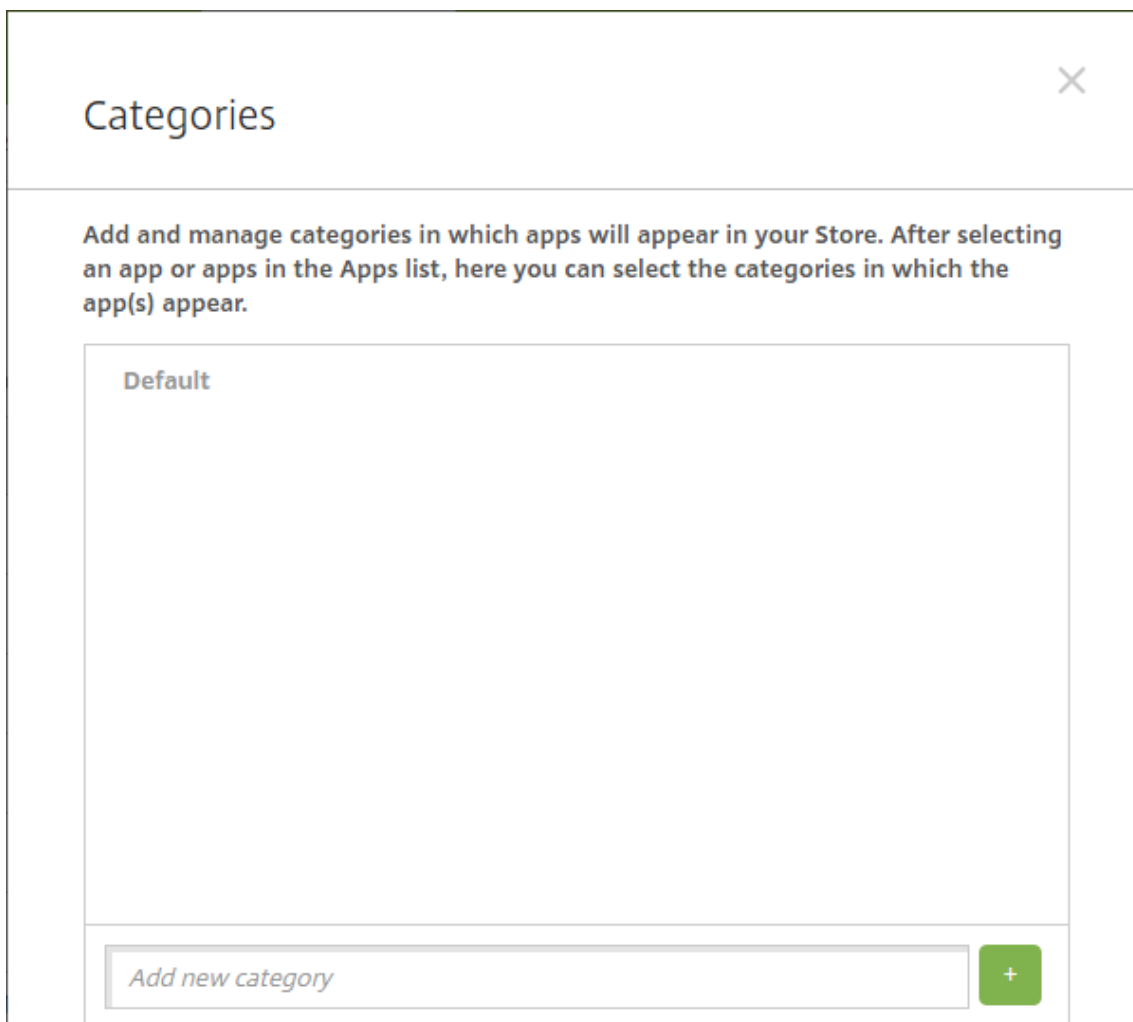 Categories
Add and manage categories in which apps will appear in your Store. After selecting
an app or apps in the Apps list, here you can select the categories in which the
app(s) appear.
Default
Add new category
+